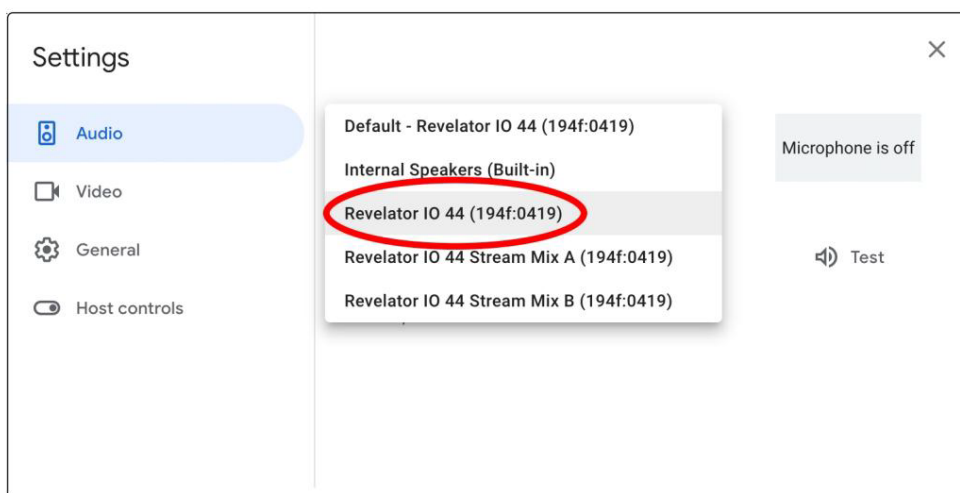 Settings
Audio
Video
General
Host controls
Default - Revelator IO 44 (194f:0419)
Internal Speakers (Built-in)
Revelator IO 44 (194f:0419)
Revelator IO 44 Stream Mix A (194f:0419)
Revelator IO 44 Stream Mix B (194f:0419)
Microphone is off
Test